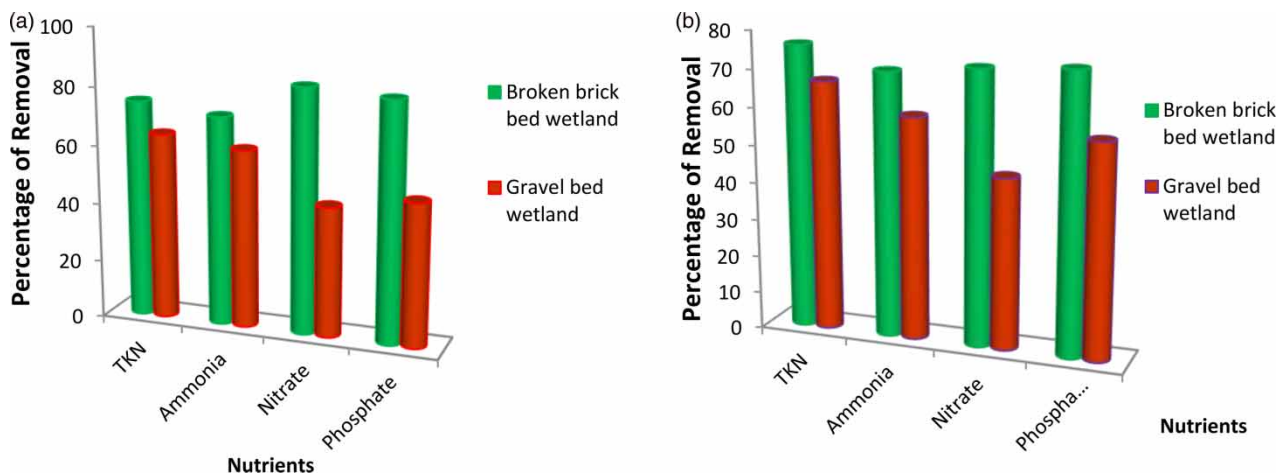 (a)
Percentage of Removal
100
80
60
40
20
0
TKN
Ammonia
Nitrate
Phosphate
Nutrients
Broken brick
bed wetland
Gravel bed
wetland
(b)
Percentage of Removal
80
70
60
50
40
30
20
10
0
TKN
Ammonia
Nitrate
Phospha...
Nutrients
Broken brick
bed wetland
Gravel bed
wetland